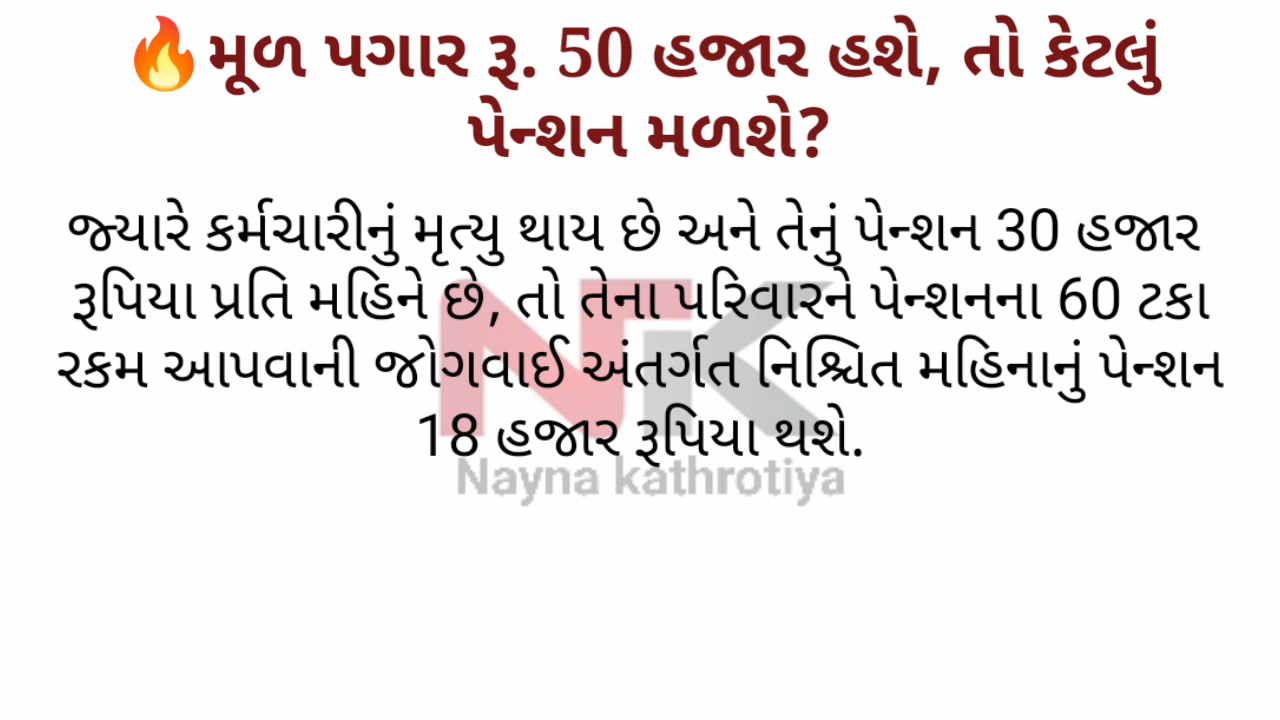 🔥મૂળ પગાર રૂ. 50 હજાર હશે, તો કેટલું
પેન્શન મળશે?
જ્યારે કર્મચારીનું મૃત્યુ થાય છે અને તેનું પેન્શન 30 હજાર
રૂપિયા પ્રતિ મહિને છે, તો તેના પરિવારને પેન્શનના 60 ટકા
રકમ આપવાની જોગવાઈ અંતર્ગત નિશ્ચિત મહિનાનું પેન્શન
18 હજાર રૂપિયા થશે.
NK
Nayna kathrotiya